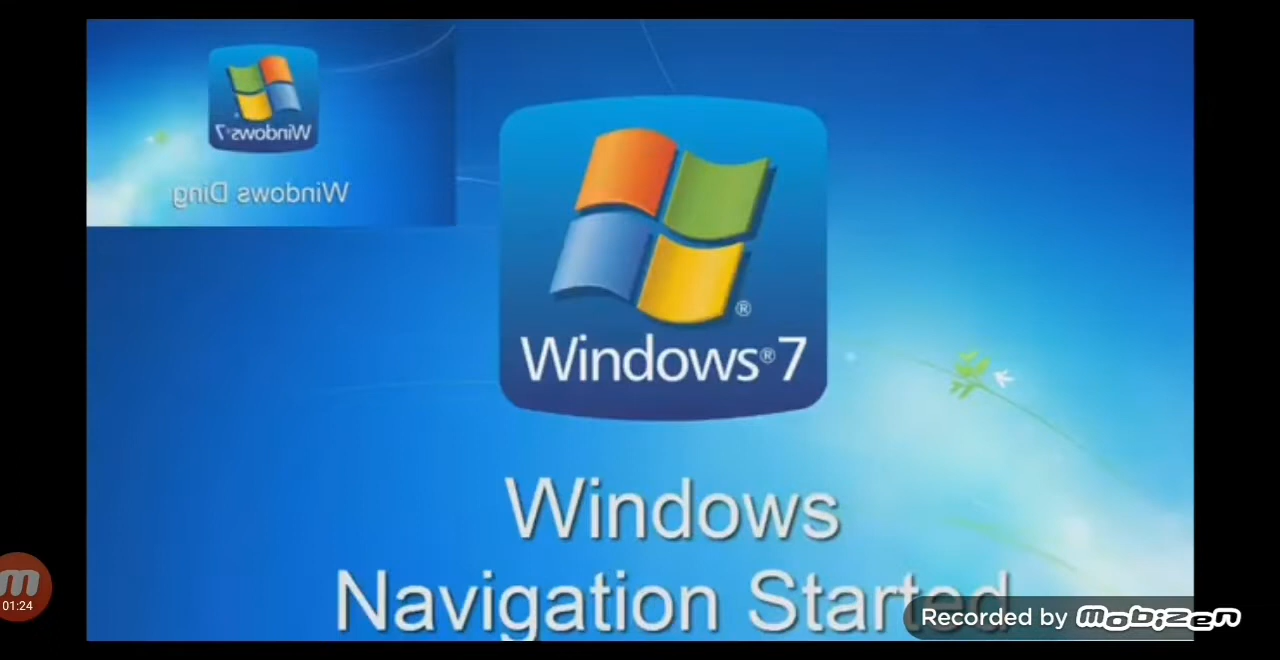 Windows®7
Windows Ding
®
Windows®7
Windows
Navigation Started
01:24
Recorded by mobizen